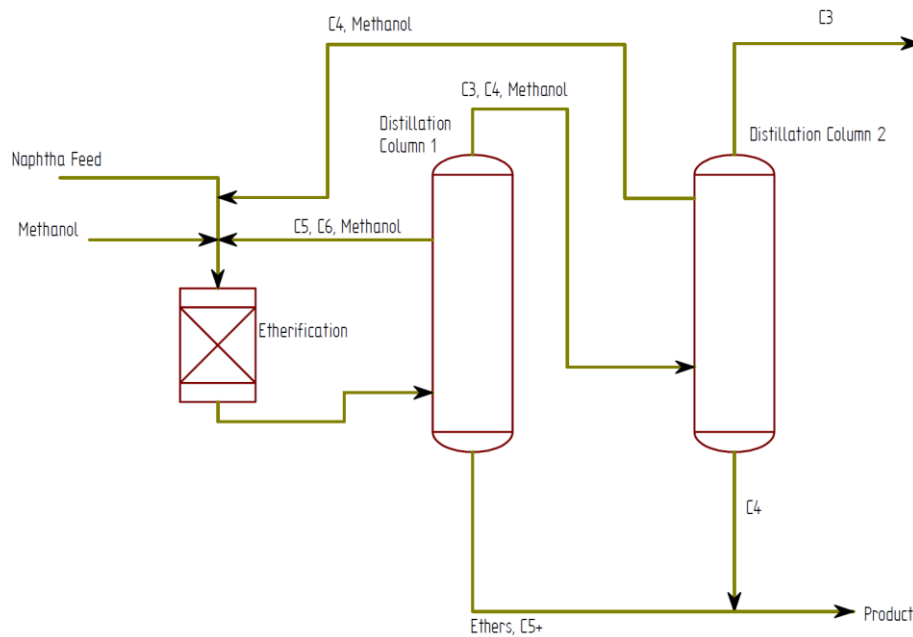 C4, Methanol
C3
C3, C4, Methanol
Distillation
Column 1
Distillation Column 2
Naphtha Feed
Methanol
C5, C6, Methanol
Etherification
C4
Ethers, C5+
Product